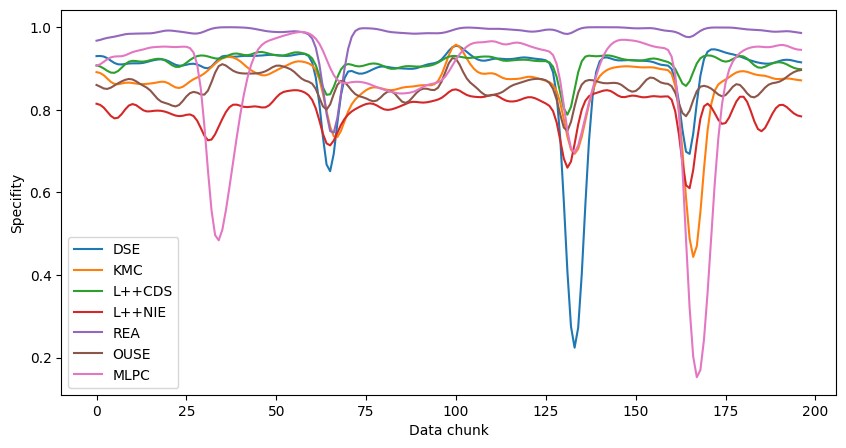 1.0
0.8
0.6
0.4
0.2
Specifity
DSE
KMC
L++CDS
L++NIE
REA
OUSE
MLPC
0 25 50 75 100 125 150 175 200
Data chunk